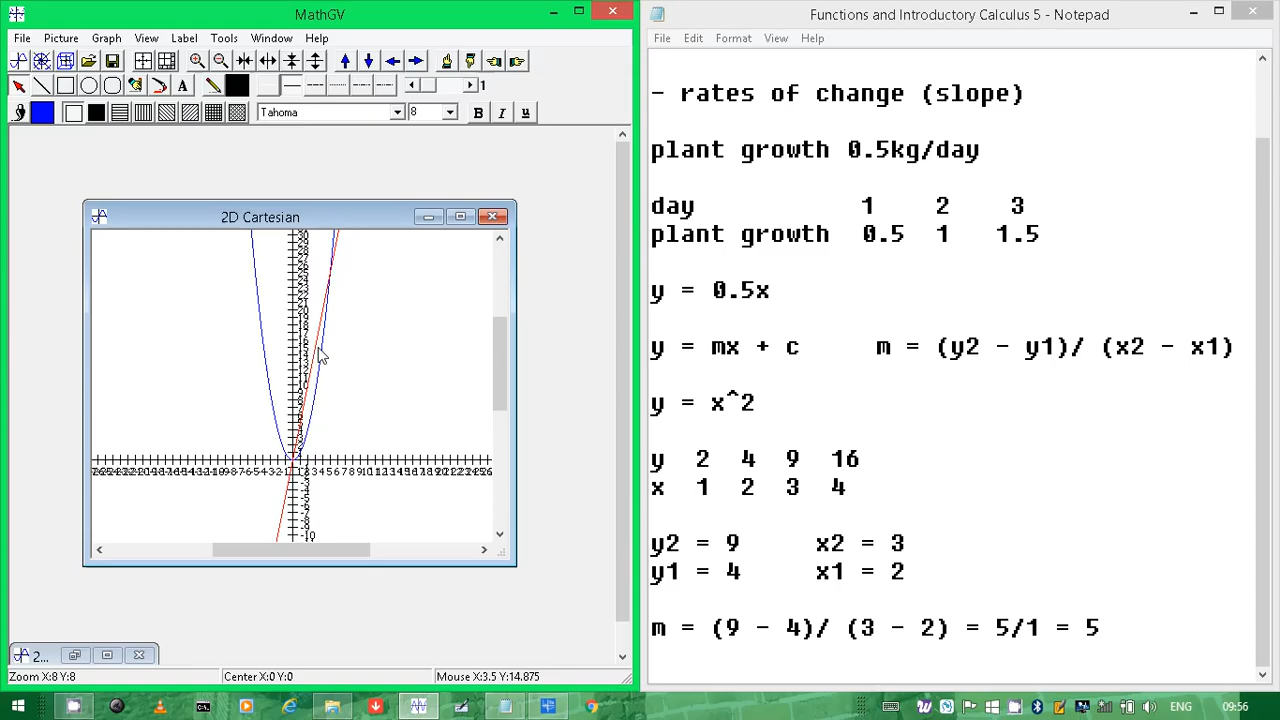 MathGV
File Picture Graph View Label Tools Window Help
A
1
Tahoma
8
B I u
2D Cartesian
2...
Zoom X:8 Y:8
Center X:0 Y:0
Mouse X:3.5 Y:14.875
Functions and Introductory Calculus 5 - Notepad
File Edit Format View Help
- rates of change (slope)
plant growth 0.5kg/day
day 1 2 3
plant growth 0.5 1 1.5
y = 0.5x
y = mx + c m = (y2 - y1)/ (x2 - x1)
y = x^2
y 2 4 9 16
x 1 2 3 4
y2 = 9 x2 = 3
y1 = 4 x1 = 2
m = (9 - 4)/ (3 - 2) = 5/1 = 5
ENG
09:56